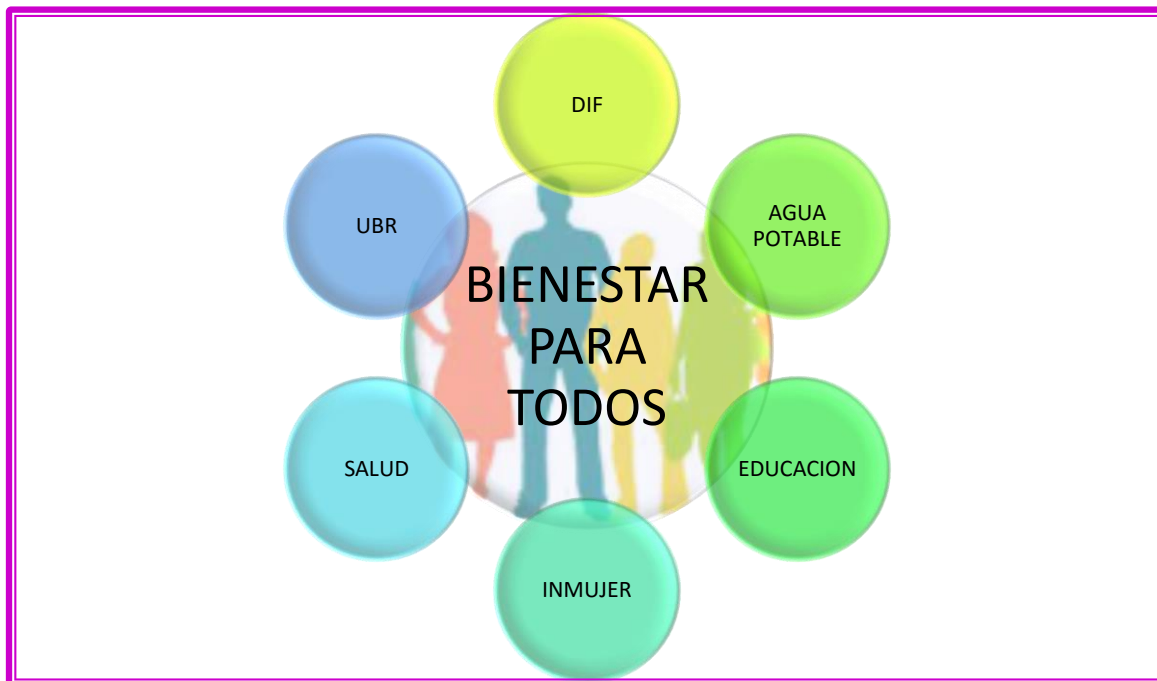 DIF
AGUA
POTABLE
UBR
BIENESTAR
PARA
TODOS
SALUD
EDUCACION
INMUJER